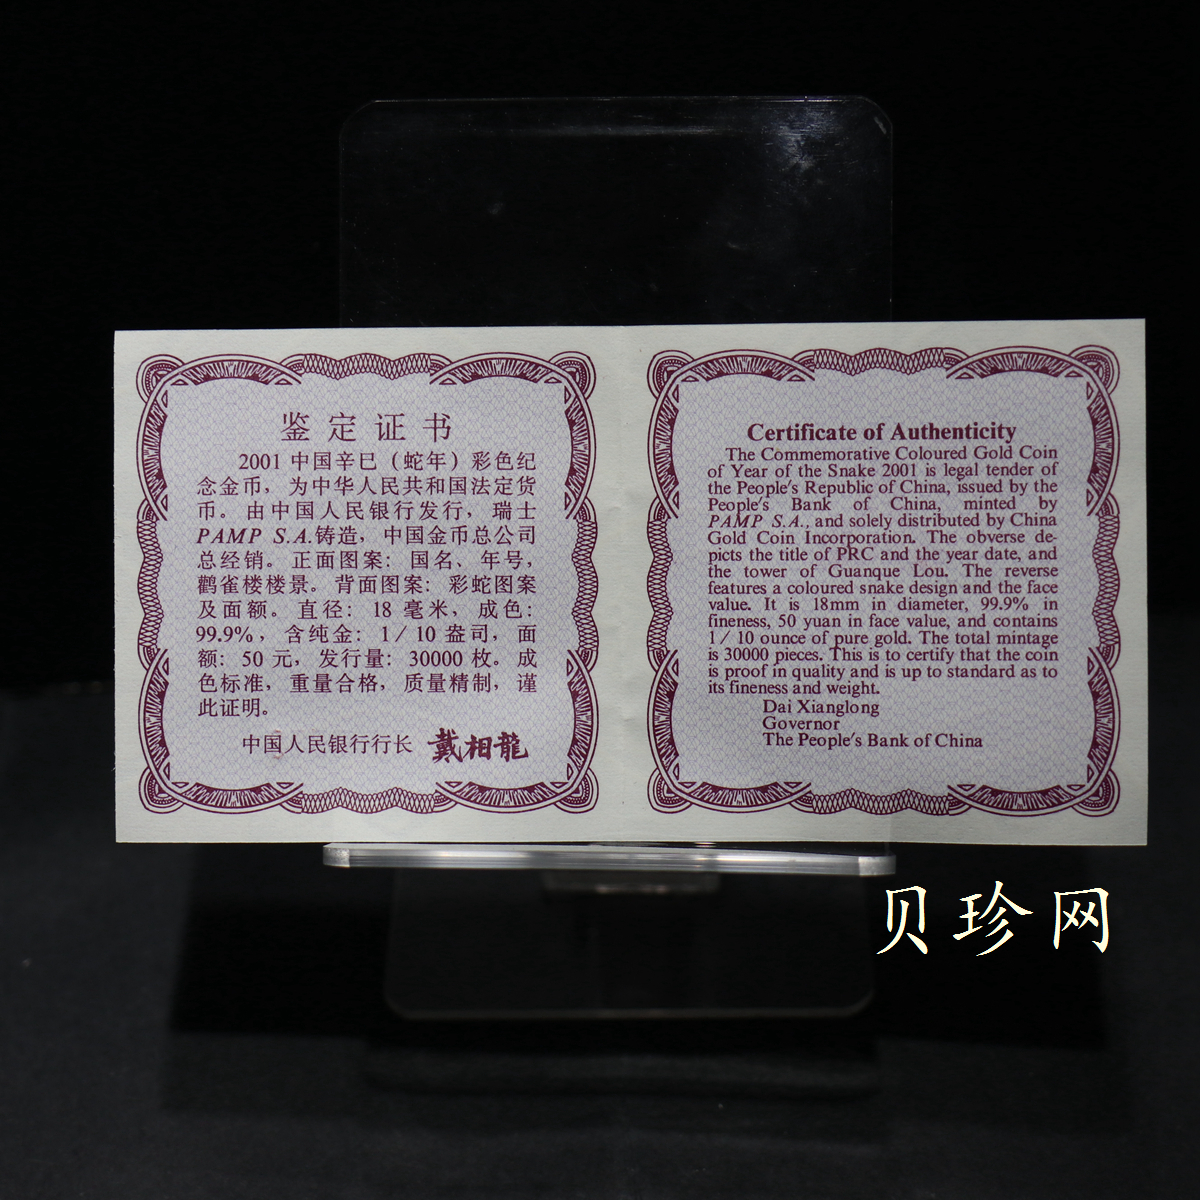 鉴定证书
2001 中国辛巳（蛇年）彩色纪
念金币，为中华人民共和国法定货
币。由中国人民银行发行，瑞士
PAMP S.A.铸造，中国金币总公司
总经销。正面图案：国名、年号，
鹳雀楼楼景。背面图案：彩蛇图案
及面额。直径：18 毫米，成色：
99.9%，含纯金：1/10 盎司，面
额：50 元，发行量：30000 枚。成
色标准，重量合格，质量精制，谨
此证明。
中国人民银行行长 戴相龍
Certificate of Authenticity
The Commemorative Coloured Gold Coin
of Year of the Snake 2001 is legal tender of
the People's Republic of China, issued by the
People's Bank of China, minted by
PAMP S.A., and solely distributed by China
Gold Coin Incorporation. The obverse de-
picts the title of PRC and the year date, and
the tower of Guanque Lou. The reverse
features a coloured snake design and the face
value. It is 18mm in diameter, 99.9% in
fineness, 50 yuan in face value, and contains
1/10 ounce of pure gold. The total mintage
is 30000 pieces. This is to certify that the coin
is proof in quality and is up to standard as to
its fineness and weight.
Dai Xianglong
Governor
The People's Bank of China
贝珍网